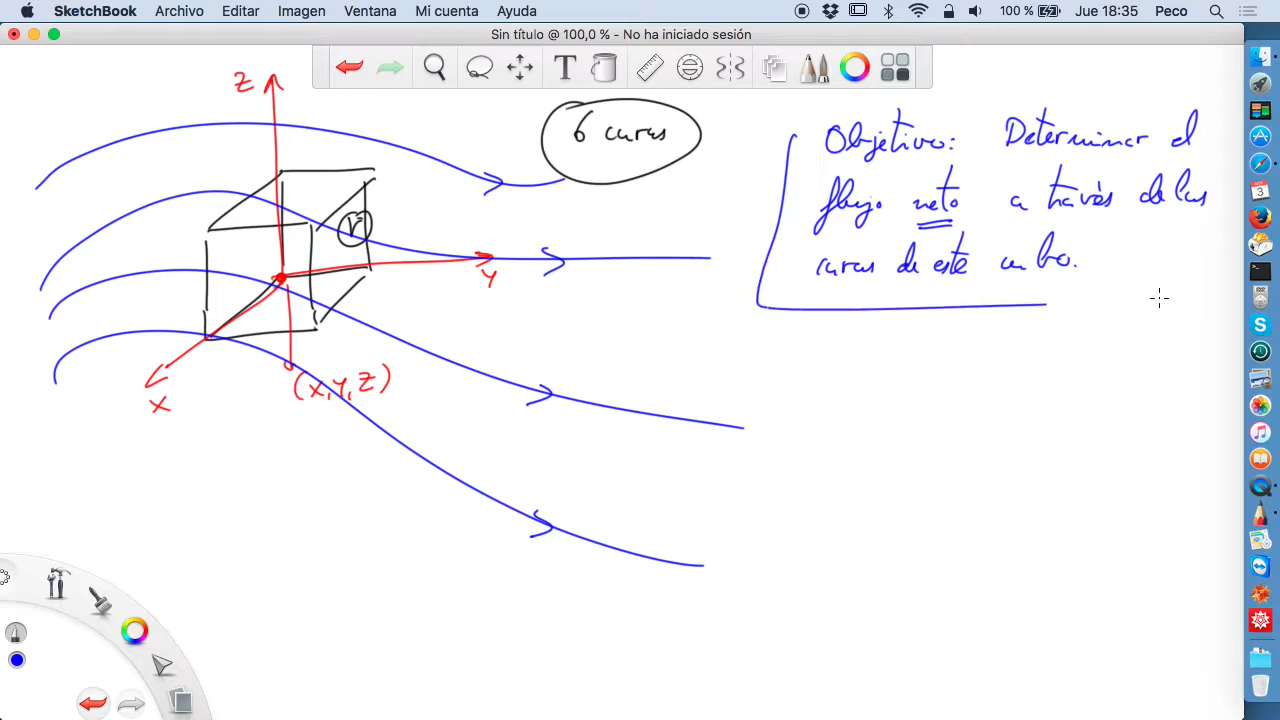 SketchBook Archivo Editar Imagen Ventana Mi cuenta Ayuda 100 % Jue 18:35 Peco
Sin título @ 100,0 % - No ha iniciado sesión
Z
6 caras
Objetivo: Determinar el
flujo neto a través de las
caras de este cubo.
Y
X
(x,y,z)